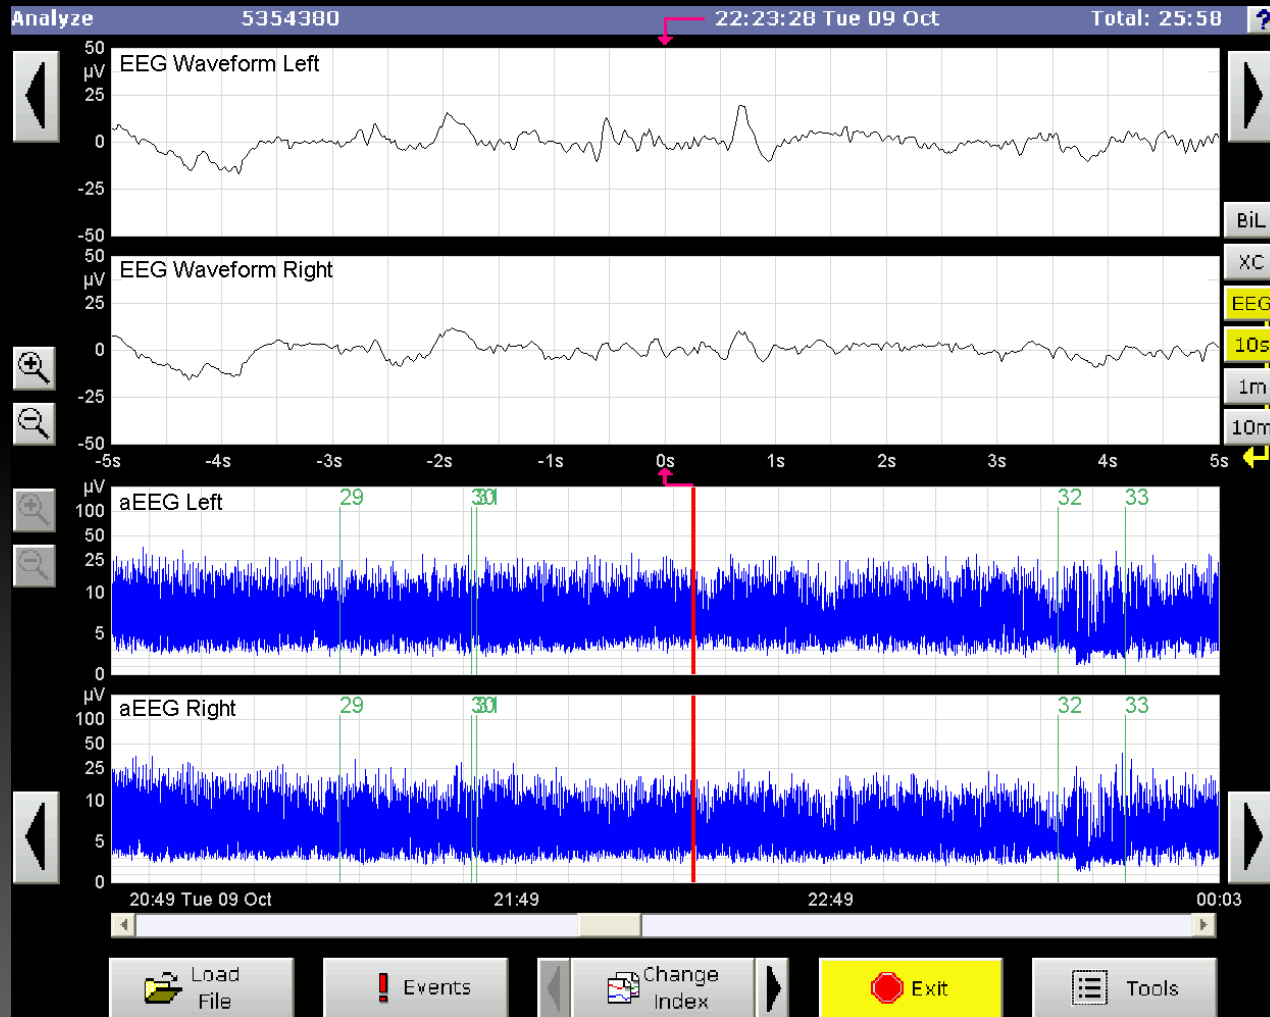 Analyze 5354380 22:23:28 Tue 09 Oct Total: 25:58 ?
50
µV EEG Waveform Left
25
0
-25
-50
BiL
50
µV EEG Waveform Right
XC
25
EEG
0
10s
-25
1m
-50
10m
-5s -4s -3s -2s -1s 0s 1s 2s 3s 4s 5s
µV aEEG Left 29 30 31 32 33
100
50
25
10
5
0
µV aEEG Right 29 30 31 32 33
100
50
25
10
5
0
20:49 Tue 09 Oct 21:49 22:49 00:03
Load File
Events
Change Index
Exit
Tools